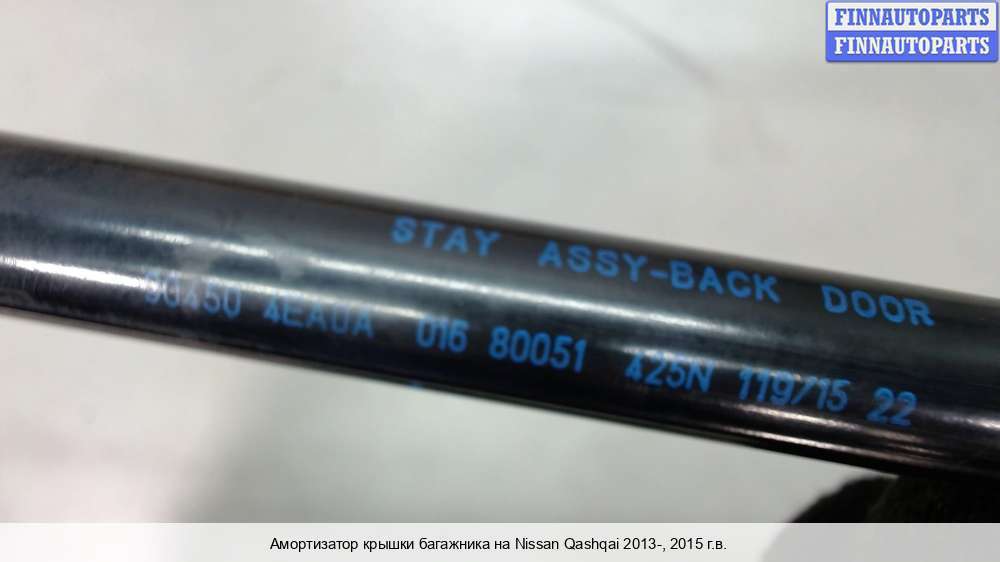 FINNAUTOPARTS
FINNAUTOPARTS
STAY ASSY-BACK DOOR
90450 4EA0A 016 80051 425N 119/15 22
Амортизатор крышки багажника на Nissan Qashqai 2013-, 2015 г.в.